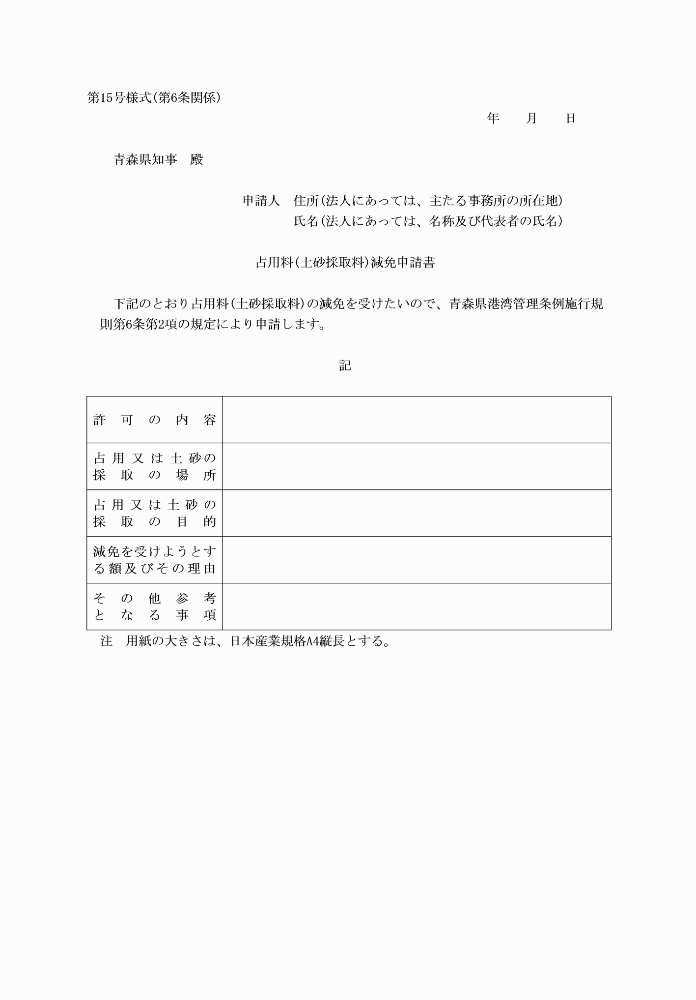 第15号様式(第6条関係)
年　　月　　日
青森県知事　殿
申請人　住所(法人にあっては、主たる事務所の所在地)
氏名(法人にあっては、名称及び代表者の氏名)
占用料(土砂採取料)減免申請書
下記のとおり占用料(土砂採取料)の減免を受けたいので、青森県港湾管理条例施行規
則第6条第2項の規定により申請します。
記
許可の内容
占用又は土砂の
採取の場所
占用又は土砂の
採取の目的
減免を受けようとす
る額及びその理由
その他参考
となる事項
注　用紙の大きさは、日本産業規格A4縦長とする。